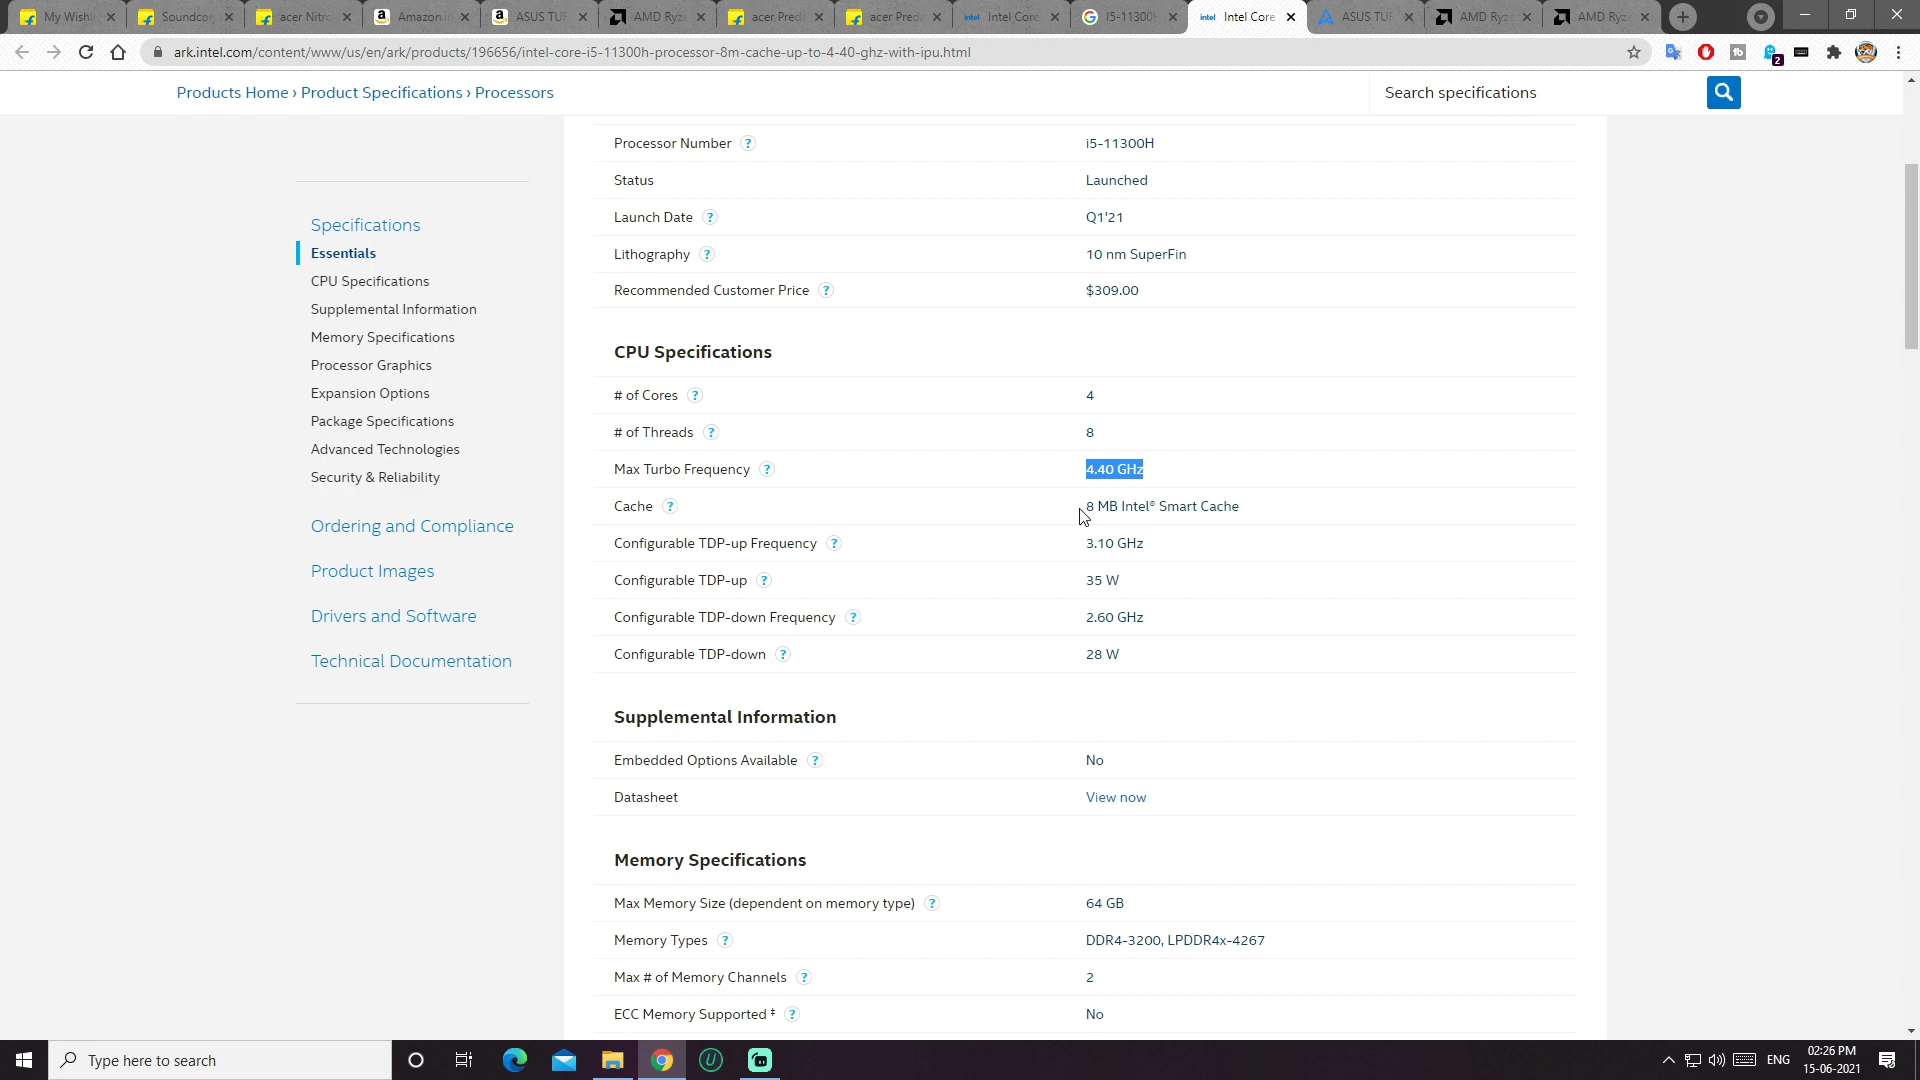 My Wishl
Soundco
acer Nitro
Amazon.i
ASUS TUF
AMD Ryze
acer Pred
acer Pred
intel Intel Core
I5-11300H
intel Intel Core
ASUS TUF
AMD Ryze
AMD Ryze
ark.intel.com/content/www/us/en/ark/products/196656/intel-core-i5-11300h-processor-8m-cache-up-to-4-40-ghz-with-ipu.html
2
Products Home › Product Specifications › Processors
Search specifications
Specifications
Essentials
CPU Specifications
Supplemental Information
Memory Specifications
Processor Graphics
Expansion Options
Package Specifications
Advanced Technologies
Security & Reliability
Ordering and Compliance
Product Images
Drivers and Software
Technical Documentation
Processor Number ? i5-11300H
Status Launched
Launch Date ? Q1'21
Lithography ? 10 nm SuperFin
Recommended Customer Price ? $309.00
CPU Specifications
# of Cores ? 4
# of Threads ? 8
Max Turbo Frequency ? 4.40 GHz
Cache ? 8 MB Intel® Smart Cache
Configurable TDP-up Frequency ? 3.10 GHz
Configurable TDP-up ? 35 W
Configurable TDP-down Frequency ? 2.60 GHz
Configurable TDP-down ? 28 W
Supplemental Information
Embedded Options Available ? No
Datasheet View now
Memory Specifications
Max Memory Size (dependent on memory type) ? 64 GB
Memory Types ? DDR4-3200, LPDDR4x-4267
Max # of Memory Channels ? 2
ECC Memory Supported ‡ ? No
Type here to search
ENG
02:26 PM
15-06-2021